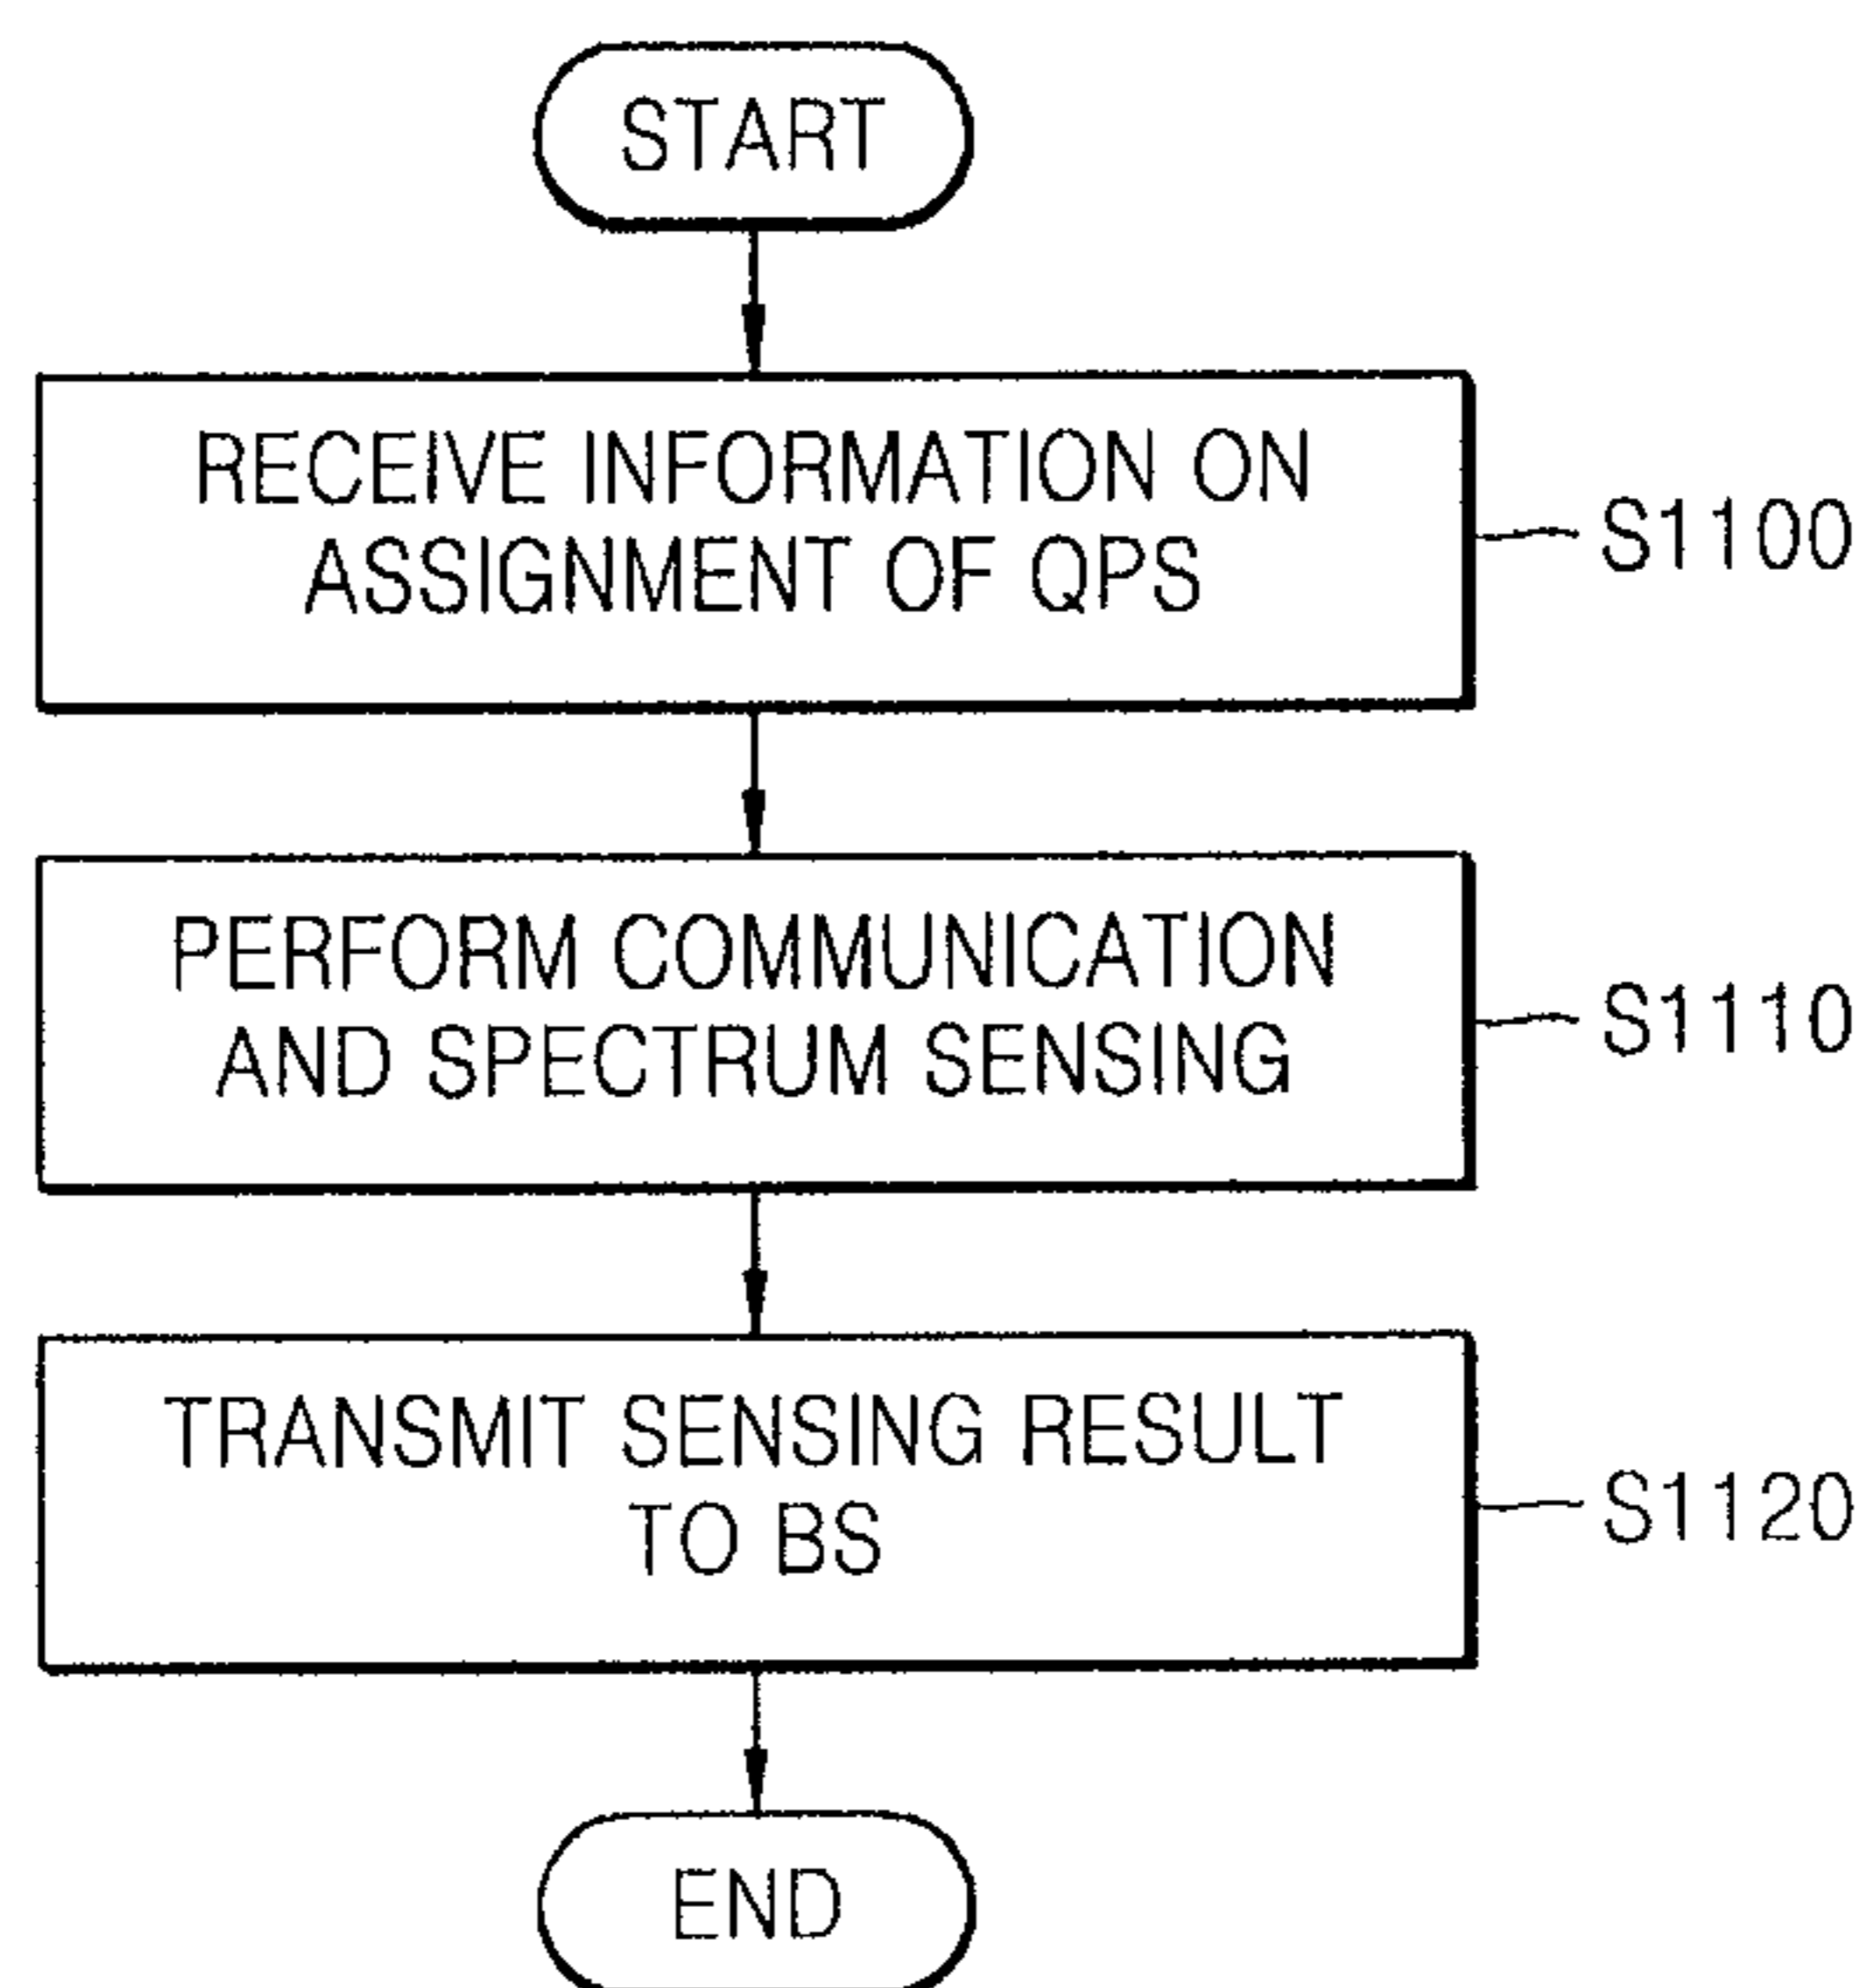 START
RECEIVE INFORMATION ON
ASSIGNMENT OF QPS
S1100
PERFORM COMMUNICATION
AND SPECTRUM SENSING
S1110
TRANSMIT SENSING RESULT
TO BS
S1120
END